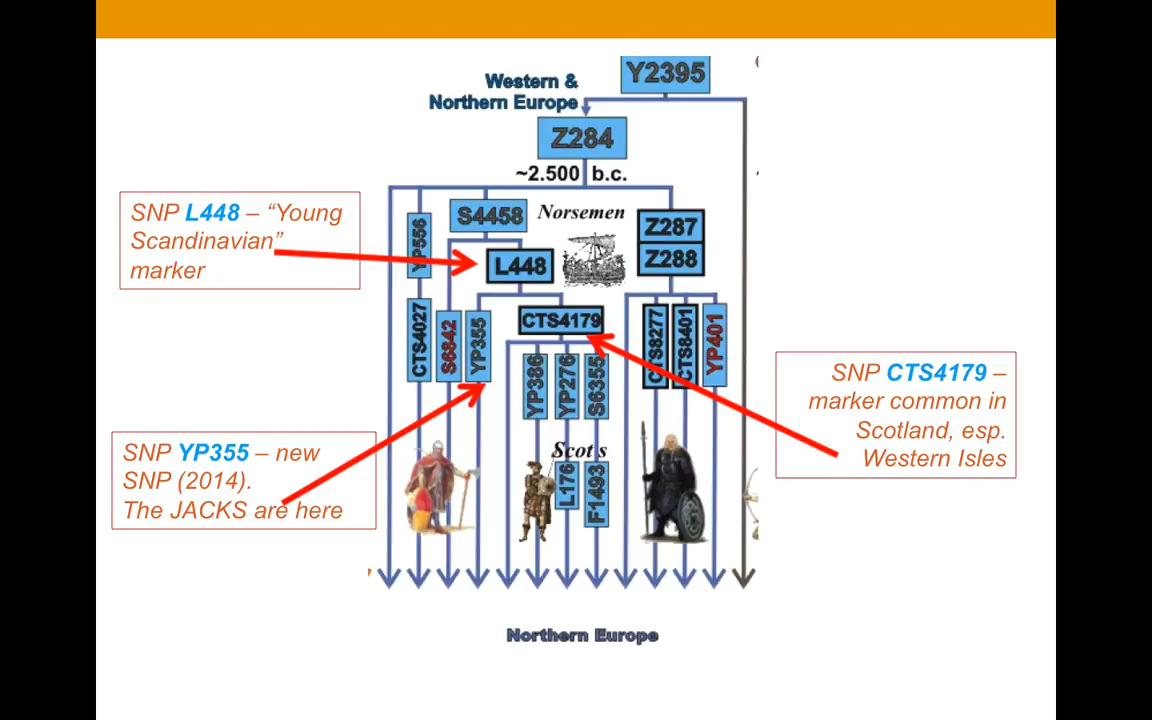 Y2395
Western &
Northern Europe
Z284
~2.500 b.c.
SNP L448 – “Young
Scandinavian”
marker
S4458
Norsemen
YP556
Z287
Z288
L448
CTS4027
S6842
YP355
CTS4179
CTS8277
CTS8401
YP401
YP386
YP276
S6355
SNP CTS4179 –
marker common in
Scotland, esp.
Western Isles
SNP YP355 – new
SNP (2014).
The JACKS are here
Scots
L176
F1493
Northern Europe